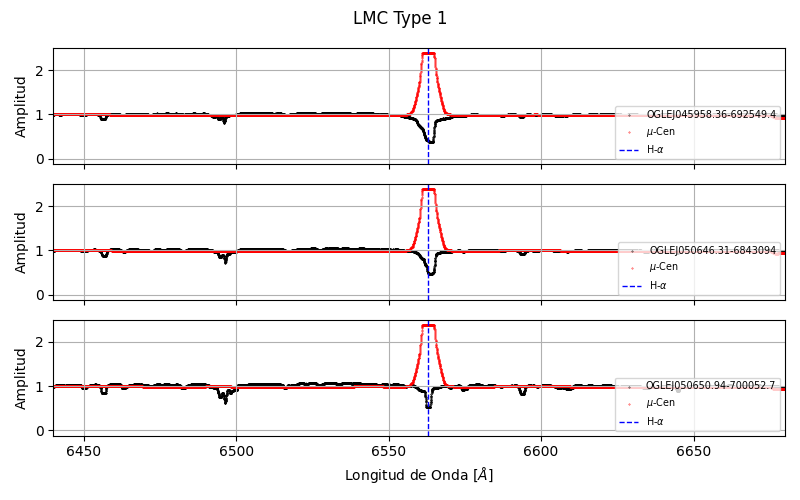 LMC Type 1
Amplitud
2
1
0
OGLEJ045958.36-692549.4
μ-Cen
H-α
Amplitud
2
1
0
OGLEJ050646.31-6843094
μ-Cen
H-α
Amplitud
2
1
0
OGLEJ050650.94-700052.7
μ-Cen
H-α
6450 6500 6550 6600 6650
Longitud de Onda [Å]